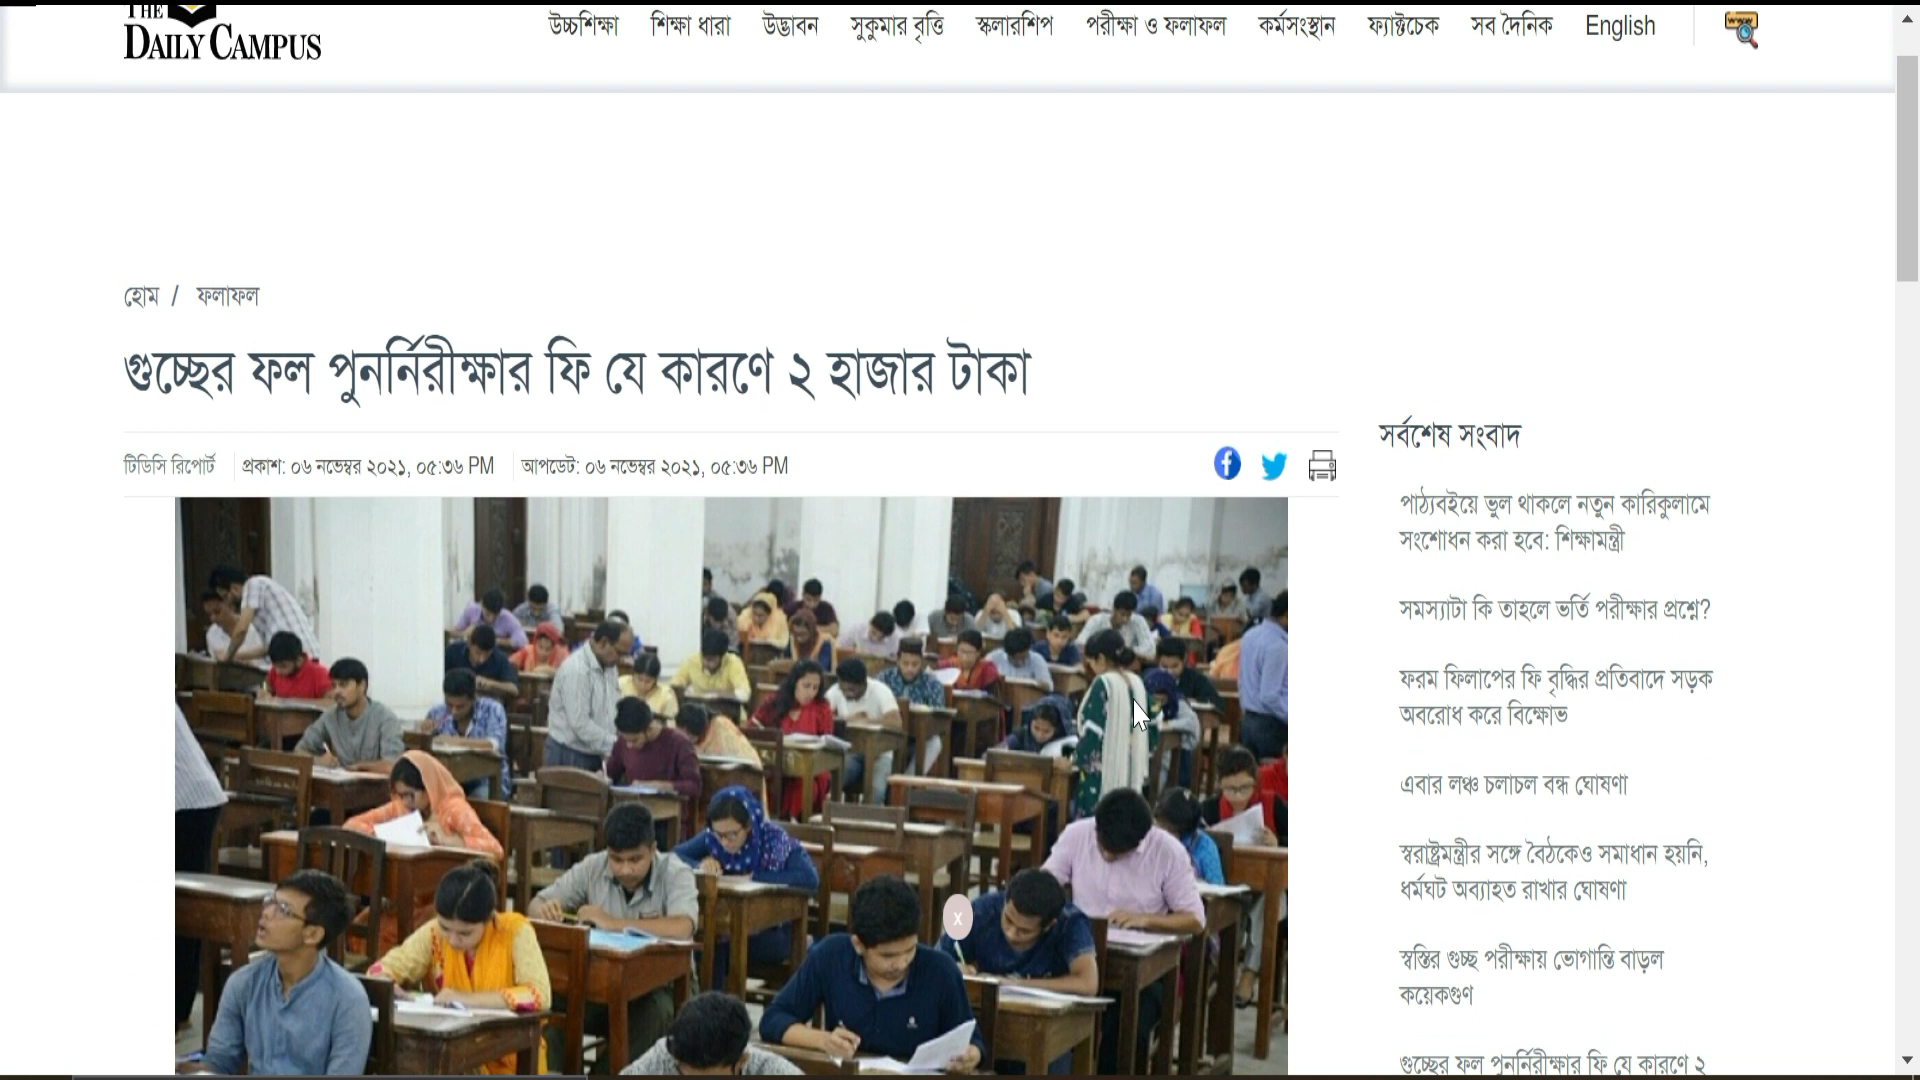 THE
DAILY CAMPUS
উচ্চশিক্ষা শিক্ষা ধারা উদ্ভাবন সুকুমার বৃত্তি স্কলারশিপ পরীক্ষা ও ফলাফল কর্মসংস্থান ফ্যাক্টচেক সব দৈনিক English
www
হোম / ফলাফল
গুচ্ছের ফল পুনর্নিরীক্ষার ফি যে কারণে ২ হাজার টাকা
টিডিসি রিপোর্ট প্রকাশ: ০৬ নভেম্বর ২০২১, ০৫:৩৬ PM আপডেট: ০৬ নভেম্বর ২০২১, ০৫:৩৬ PM
x
সর্বশেষ সংবাদ
পাঠ্যবইয়ে ভুল থাকলে নতুন কারিকুলামে
সংশোধন করা হবে: শিক্ষামন্ত্রী
সমস্যাটা কি তাহলে ভর্তি পরীক্ষার প্রশ্নে?
ফরম ফিলাপের ফি বৃদ্ধির প্রতিবাদে সড়ক
অবরোধ করে বিক্ষোভ
এবার লঞ্চ চলাচল বন্ধ ঘোষণা
স্বরাষ্ট্রমন্ত্রীর সঙ্গে বৈঠকেও সমাধান হয়নি,
ধর্মঘট অব্যাহত রাখার ঘোষণা
স্বস্তির গুচ্ছ পরীক্ষায় ভোগান্তি বাড়ল
কয়েকগুণ
গুচ্ছের ফল পুনর্নিরীক্ষার ফি যে কারণে ২